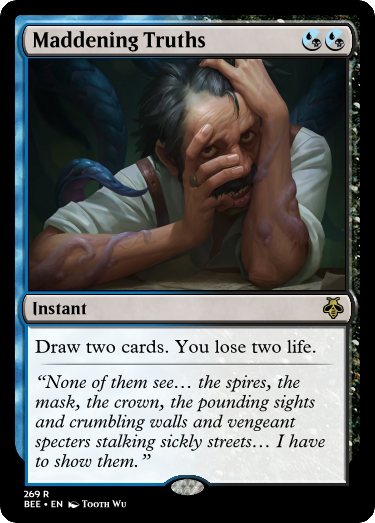 Maddening Truths
Instant
Draw two cards. You lose two life.
“None of them see… the spires, the
mask, the crown, the pounding sights
and crumbling walls and vengeant
specters stalking sickly streets… I have
to show them.”
269 R
BEE • EN Tooth Wu